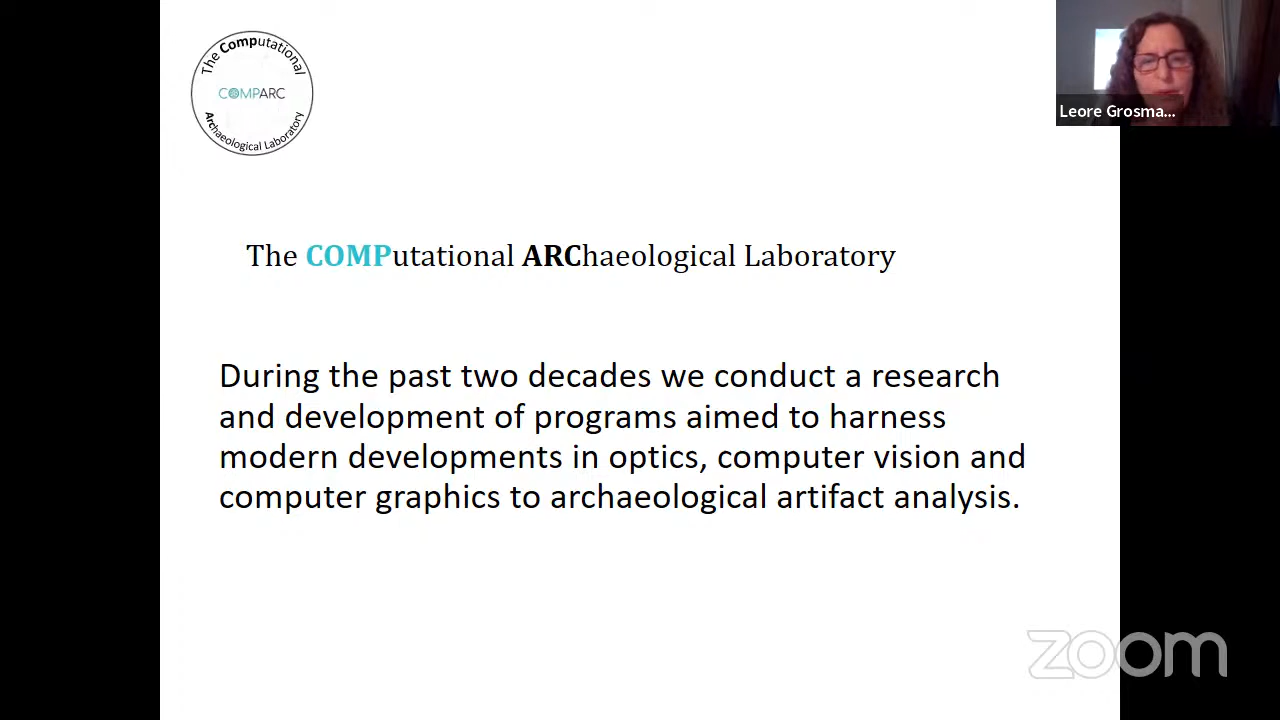 The Computational
COMPARC
Archaeological Laboratory
Leore Grosma...
The COMPutational ARChaeological Laboratory
During the past two decades we conduct a research
and development of programs aimed to harness
modern developments in optics, computer vision and
computer graphics to archaeological artifact analysis.
zoom